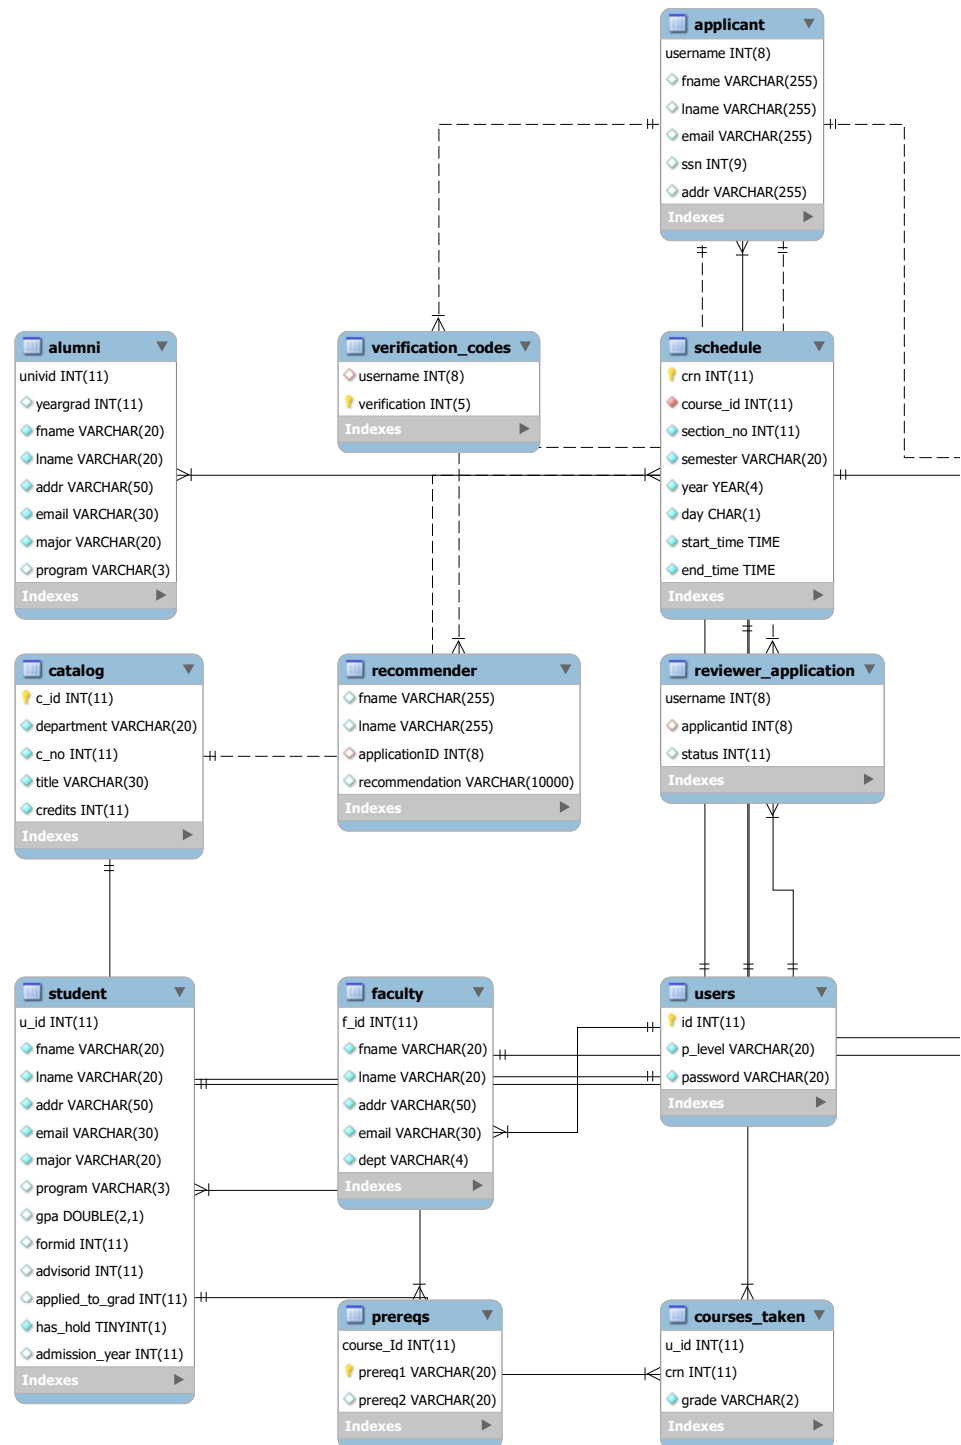 applicant
username INT(8)
fname VARCHAR(255)
lname VARCHAR(255)
email VARCHAR(255)
ssn INT(9)
addr VARCHAR(255)
Indexes
alumni
univid INT(11)
yeargrad INT(11)
fname VARCHAR(20)
lname VARCHAR(20)
addr VARCHAR(50)
email VARCHAR(30)
major VARCHAR(20)
program VARCHAR(3)
Indexes
verification_codes
username INT(8)
verification INT(5)
Indexes
schedule
crn INT(11)
course_id INT(11)
section_no INT(11)
semester VARCHAR(20)
year YEAR(4)
day CHAR(1)
start_time TIME
end_time TIME
Indexes
catalog
c_id INT(11)
department VARCHAR(20)
c_no INT(11)
title VARCHAR(30)
credits INT(11)
Indexes
recommender
fname VARCHAR(255)
lname VARCHAR(255)
applicationID INT(8)
recommendation VARCHAR(10000)
Indexes
reviewer_application
username INT(8)
applicantid INT(8)
status INT(11)
Indexes
student
u_id INT(11)
fname VARCHAR(20)
lname VARCHAR(20)
addr VARCHAR(50)
email VARCHAR(30)
major VARCHAR(20)
program VARCHAR(3)
gpa DOUBLE(2,1)
formid INT(11)
advisorid INT(11)
applied_to_grad INT(11)
has_hold TINYINT(1)
admission_year INT(11)
Indexes
faculty
f_id INT(11)
fname VARCHAR(20)
lname VARCHAR(20)
addr VARCHAR(50)
email VARCHAR(30)
dept VARCHAR(4)
Indexes
users
id INT(11)
p_level VARCHAR(20)
password VARCHAR(20)
Indexes
prereqs
course_Id INT(11)
prereq1 VARCHAR(20)
prereq2 VARCHAR(20)
Indexes
courses_taken
u_id INT(11)
crn INT(11)
grade VARCHAR(2)
Indexes